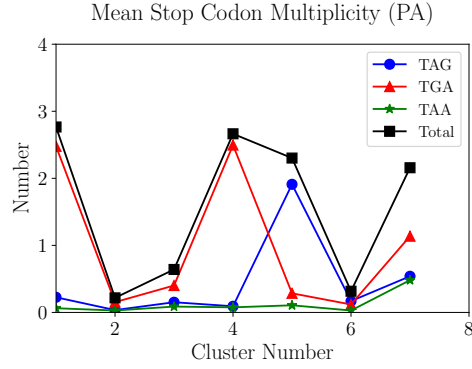 Mean Stop Codon Multiplicity (PA)
4
3
2
1
0
Number
TAG
TGA
TAA
Total
2
4
6
8
Cluster Number